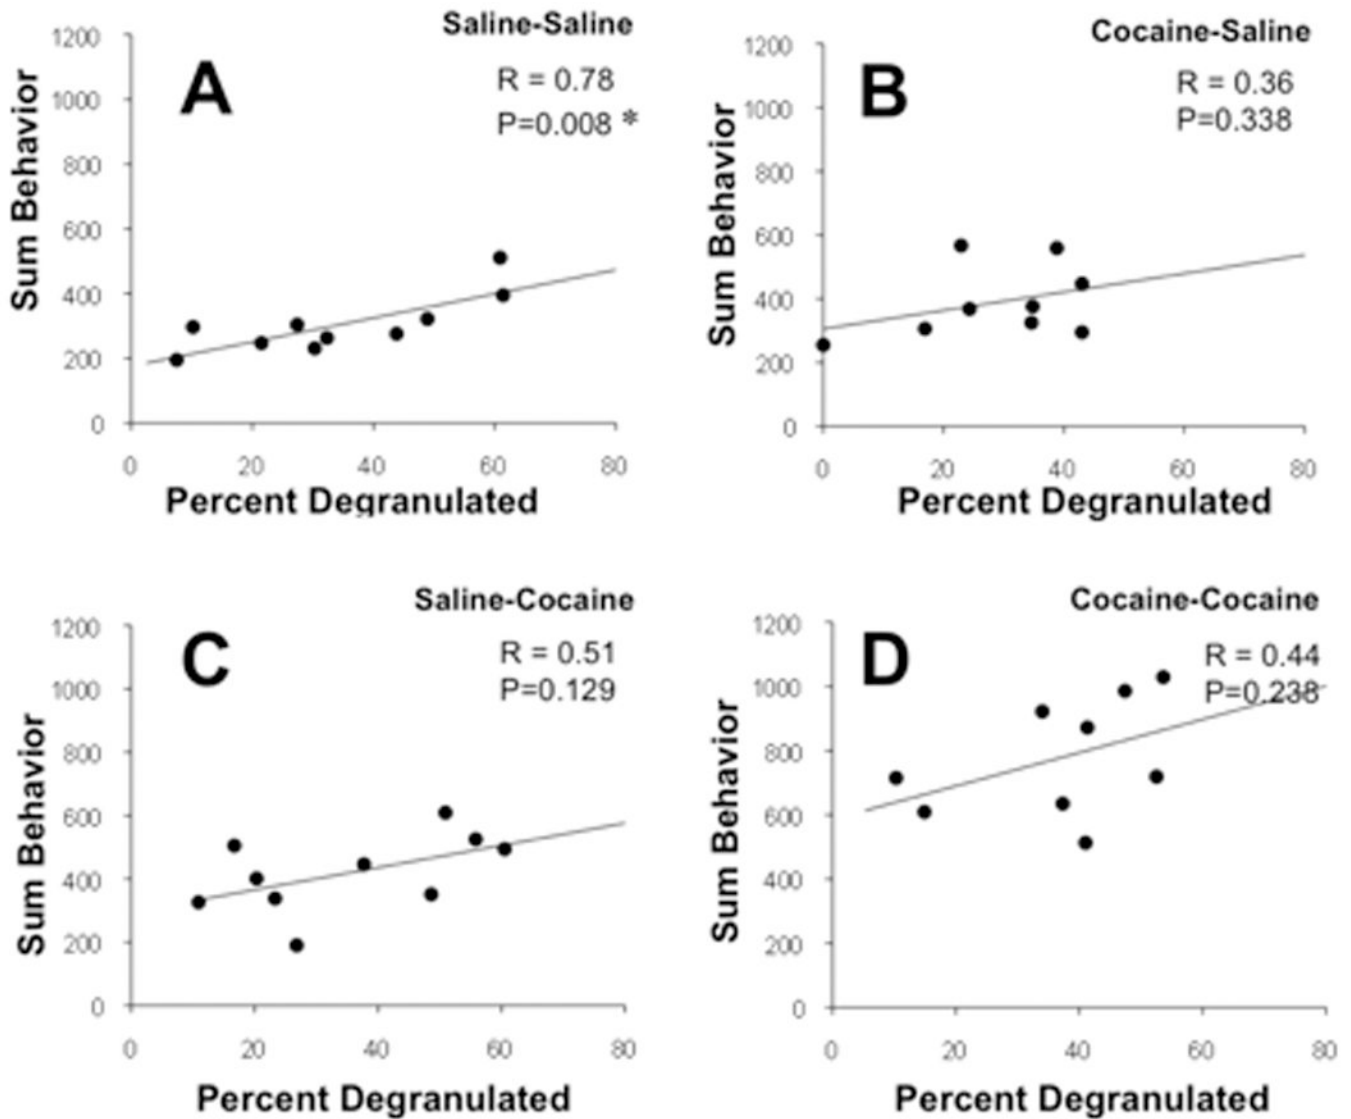 Saline-Saline
A
R = 0.78
P=0.008 *
1200
1000
800
600
400
200
0
Sum Behavior
0 20 40 60 80
Percent Degranulated
Cocaine-Saline
B
R = 0.36
P=0.338
1200
1000
800
600
400
200
0
Sum Behavior
0 20 40 60 80
Percent Degranulated
Saline-Cocaine
C
R = 0.51
P=0.129
1200
1000
800
600
400
200
0
Sum Behavior
0 20 40 60 80
Percent Degranulated
Cocaine-Cocaine
D
R = 0.44
P=0.238
1200
1000
800
600
400
200
0
Sum Behavior
0 20 40 60 80
Percent Degranulated